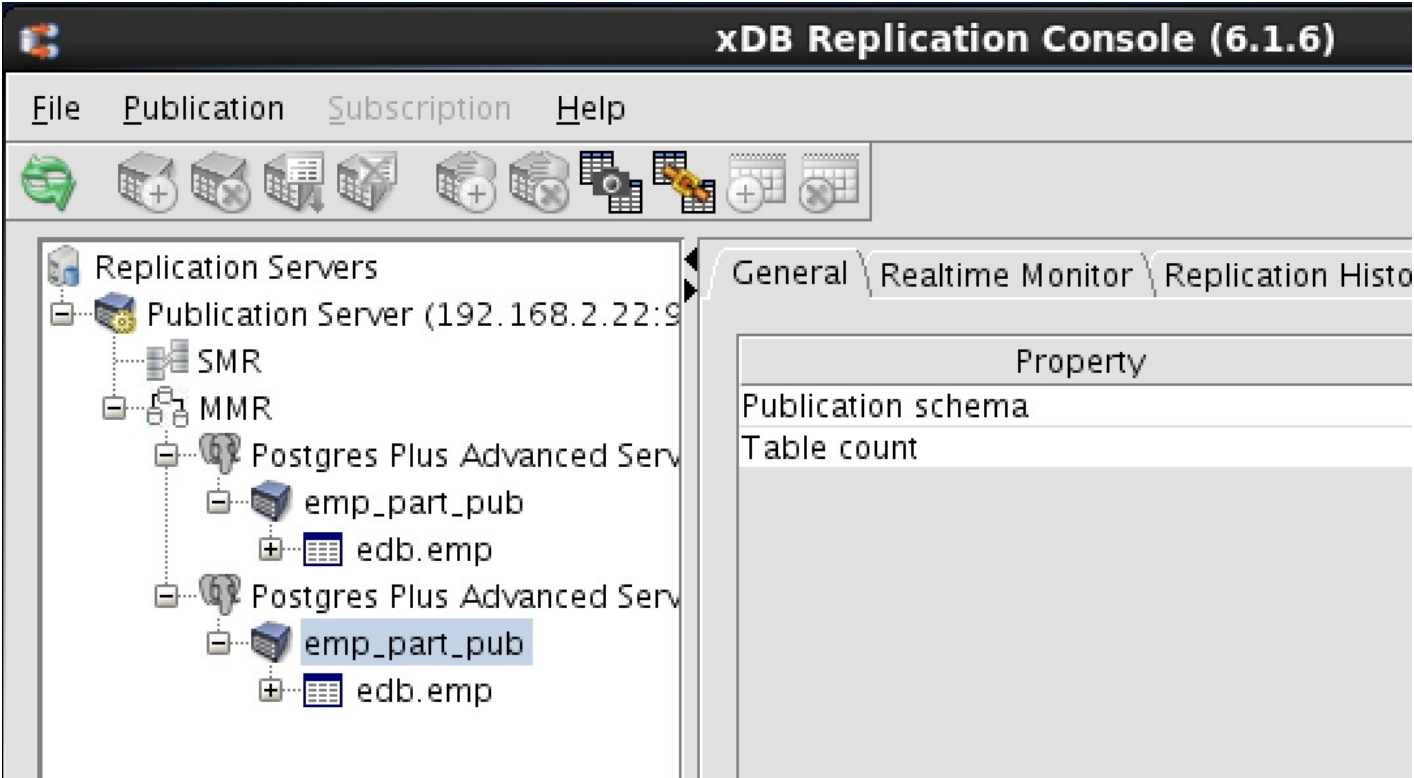 xDB Replication Console (6.1.6)
File Publication Subscription Help
Replication Servers
Publication Server (192.168.2.22:9
SMR
MMR
Postgres Plus Advanced Serv
emp_part_pub
edb.emp
Postgres Plus Advanced Serv
emp_part_pub
edb.emp
General Realtime Monitor Replication Histo
Property
Publication schema
Table count